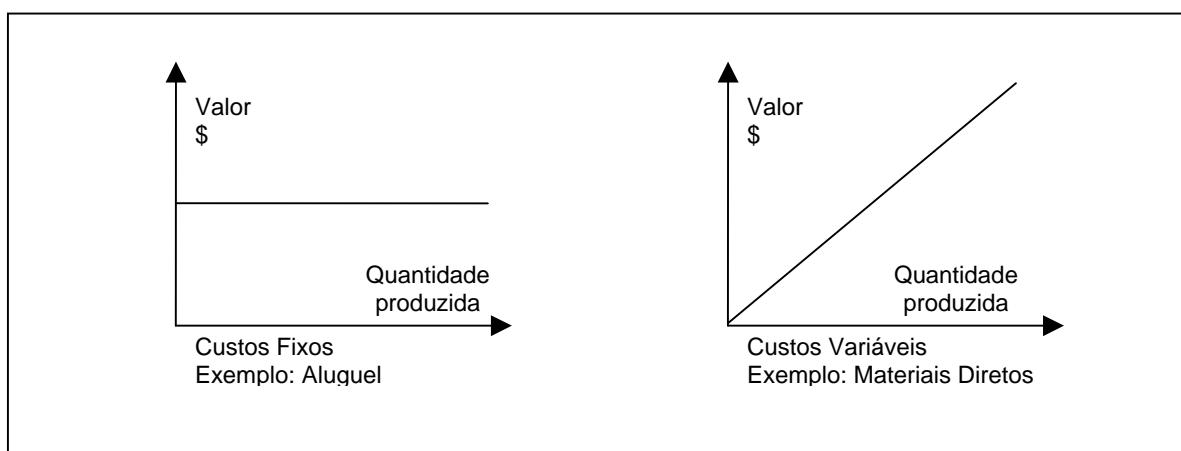 Valor
$
Quantidade
produzida
Custos Fixos
Exemplo: Aluguel
Valor
$
Quantidade
produzida
Custos Variáveis
Exemplo: Materiais Diretos